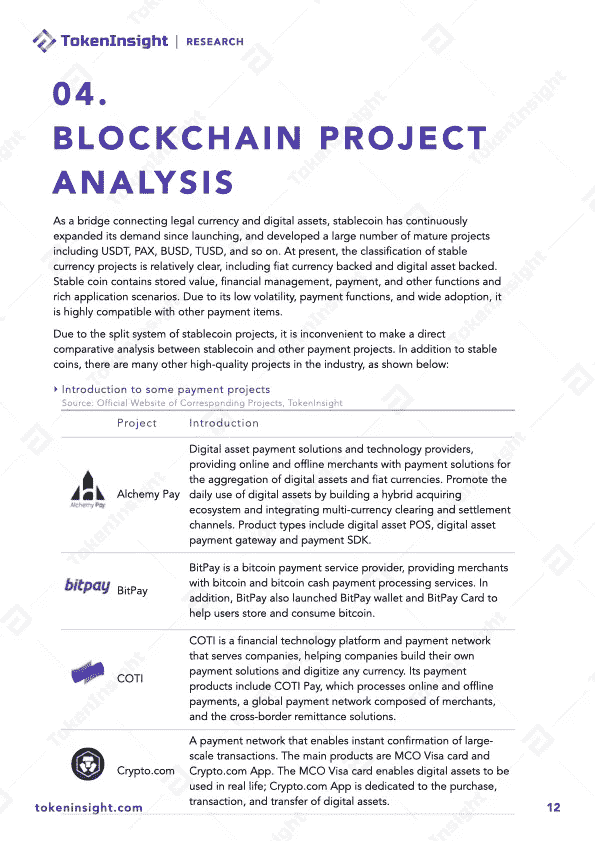 TokenInsight | RESEARCH
04.
BLOCKCHAIN PROJECT
ANALYSIS
As a bridge connecting legal currency and digital assets, stablecoin has continuously
expanded its demand since launching, and developed a large number of mature projects
including USDT, PAX, BUSD, TUSD, and so on. At present, the classification of stable
currency projects is relatively clear, including fiat currency backed and digital asset backed.
Stable coin contains stored value, financial management, payment, and other functions and
rich application scenarios. Due to its low volatility, payment functions, and wide adoption, it
is highly compatible with other payment items.
Due to the split system of stablecoin projects, it is inconvenient to make a direct
comparative analysis between stablecoin and other payment projects. In addition to stable
coins, there are many other high-quality projects in the industry, as shown below:
Introduction to some payment projects
Source: Official Website of Corresponding Projects, TokenInsight
Project Introduction
Alchemy Pay
Alchemy Pay
Digital asset payment solutions and technology providers,
providing online and offline merchants with payment solutions for
the aggregation of digital assets and fiat currencies. Promote the
daily use of digital assets by building a hybrid acquiring
ecosystem and integrating multi-currency clearing and settlement
channels. Product types include digital asset POS, digital asset
payment gateway and payment SDK.
bitpay
BitPay
BitPay is a bitcoin payment service provider, providing merchants
with bitcoin and bitcoin cash payment processing services. In
addition, BitPay also launched BitPay wallet and BitPay Card to
help users store and consume bitcoin.
COTI
COTI is a financial technology platform and payment network
that serves companies, helping companies build their own
payment solutions and digitize any currency. Its payment
products include COTI Pay, which processes online and offline
payments, a global payment network composed of merchants,
and the cross-border remittance solutions.
Crypto.com
A payment network that enables instant confirmation of large-
scale transactions. The main products are MCO Visa card and
Crypto.com App. The MCO Visa card enables digital assets to be
used in real life; Crypto.com App is dedicated to the purchase,
transaction, and transfer of digital assets.
tokeninsight.com
12